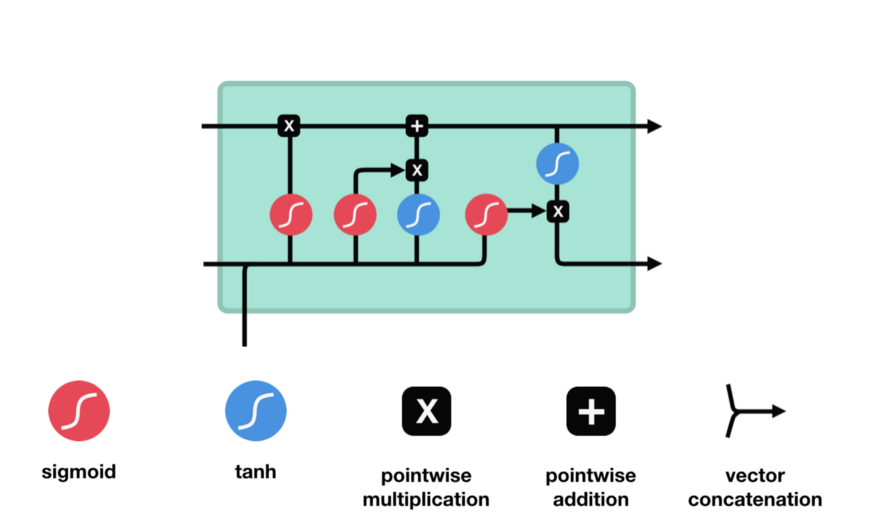 X
+
X
X
X
+
sigmoid
tanh
pointwise
multiplication
pointwise
addition
vector
concatenation